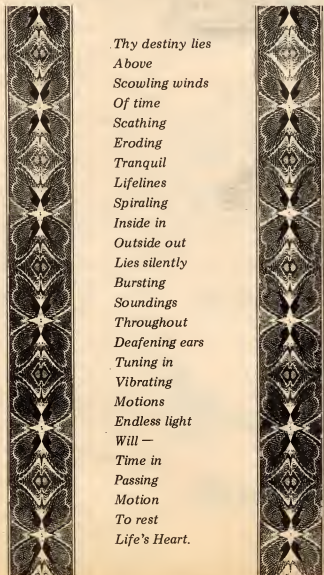 Thy destiny lies
Above
Scowling winds
Of time
Scathing
Eroding
Tranquil
Lifelines
Spiraling
Inside in
Outside out
Lies silently
Bursting
Soundings
Throughout
Deafening ears
Tuning in
Vibrating
Motions
Endless light
Will —
Time in
Passing
Motion
To rest
Life's Heart.